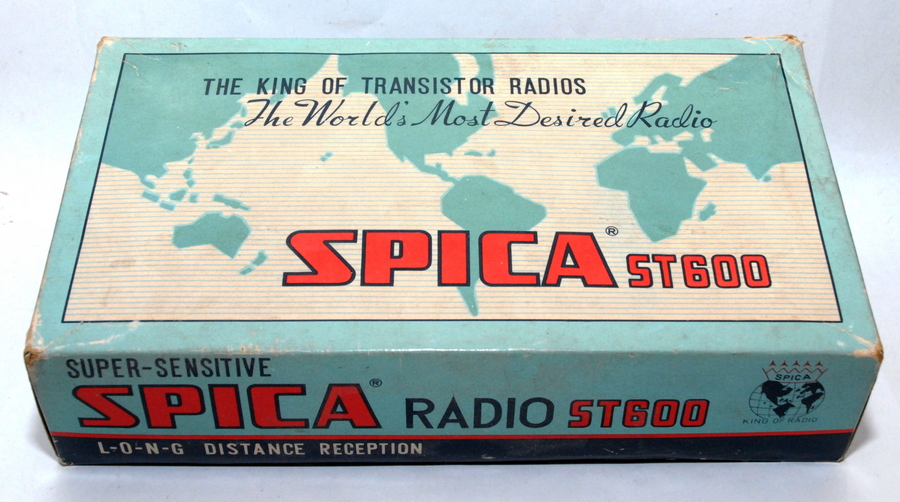 THE KING OF TRANSISTOR RADIOS
The World's Most Desired Radio
SPICA® ST600
SUPER-SENSITIVE
SPICA® RADIO ST600
L-O-N-G DISTANCE RECEPTION
SPICA
KING OF RADIO